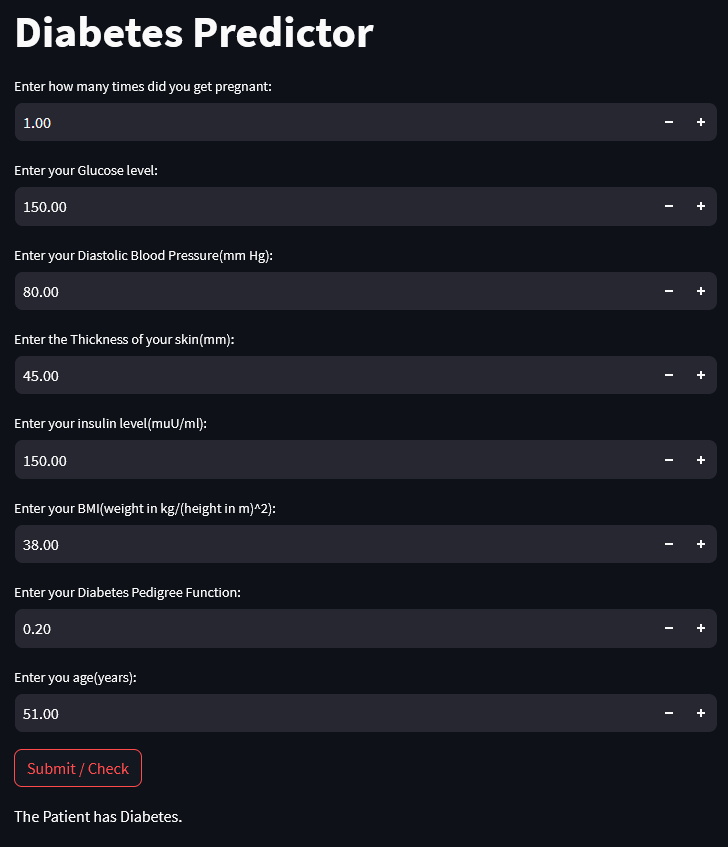 Diabetes Predictor
Enter how many times did you get pregnant:
1.00
Enter your Glucose level:
150.00
Enter your Diastolic Blood Pressure(mm Hg):
80.00
Enter the Thickness of your skin(mm):
45.00
Enter your insulin level(muU/ml):
150.00
Enter your BMI(weight in kg/(height in m)^2):
38.00
Enter your Diabetes Pedigree Function:
0.20
Enter you age(years):
51.00
Submit / Check
The Patient has Diabetes.